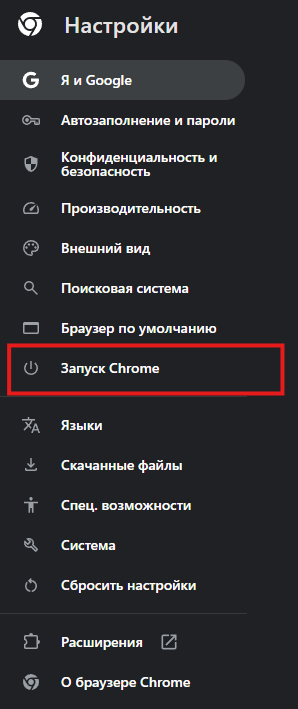 Настройки
Я и Google
Автозаполнение и пароли
Конфиденциальность и
безопасность
Производительность
Внешний вид
Поисковая система
Браузер по умолчанию
Запуск Chrome
Языки
Скачанные файлы
Спец. возможности
Система
Сбросить настройки
Расширения
О браузере Chrome